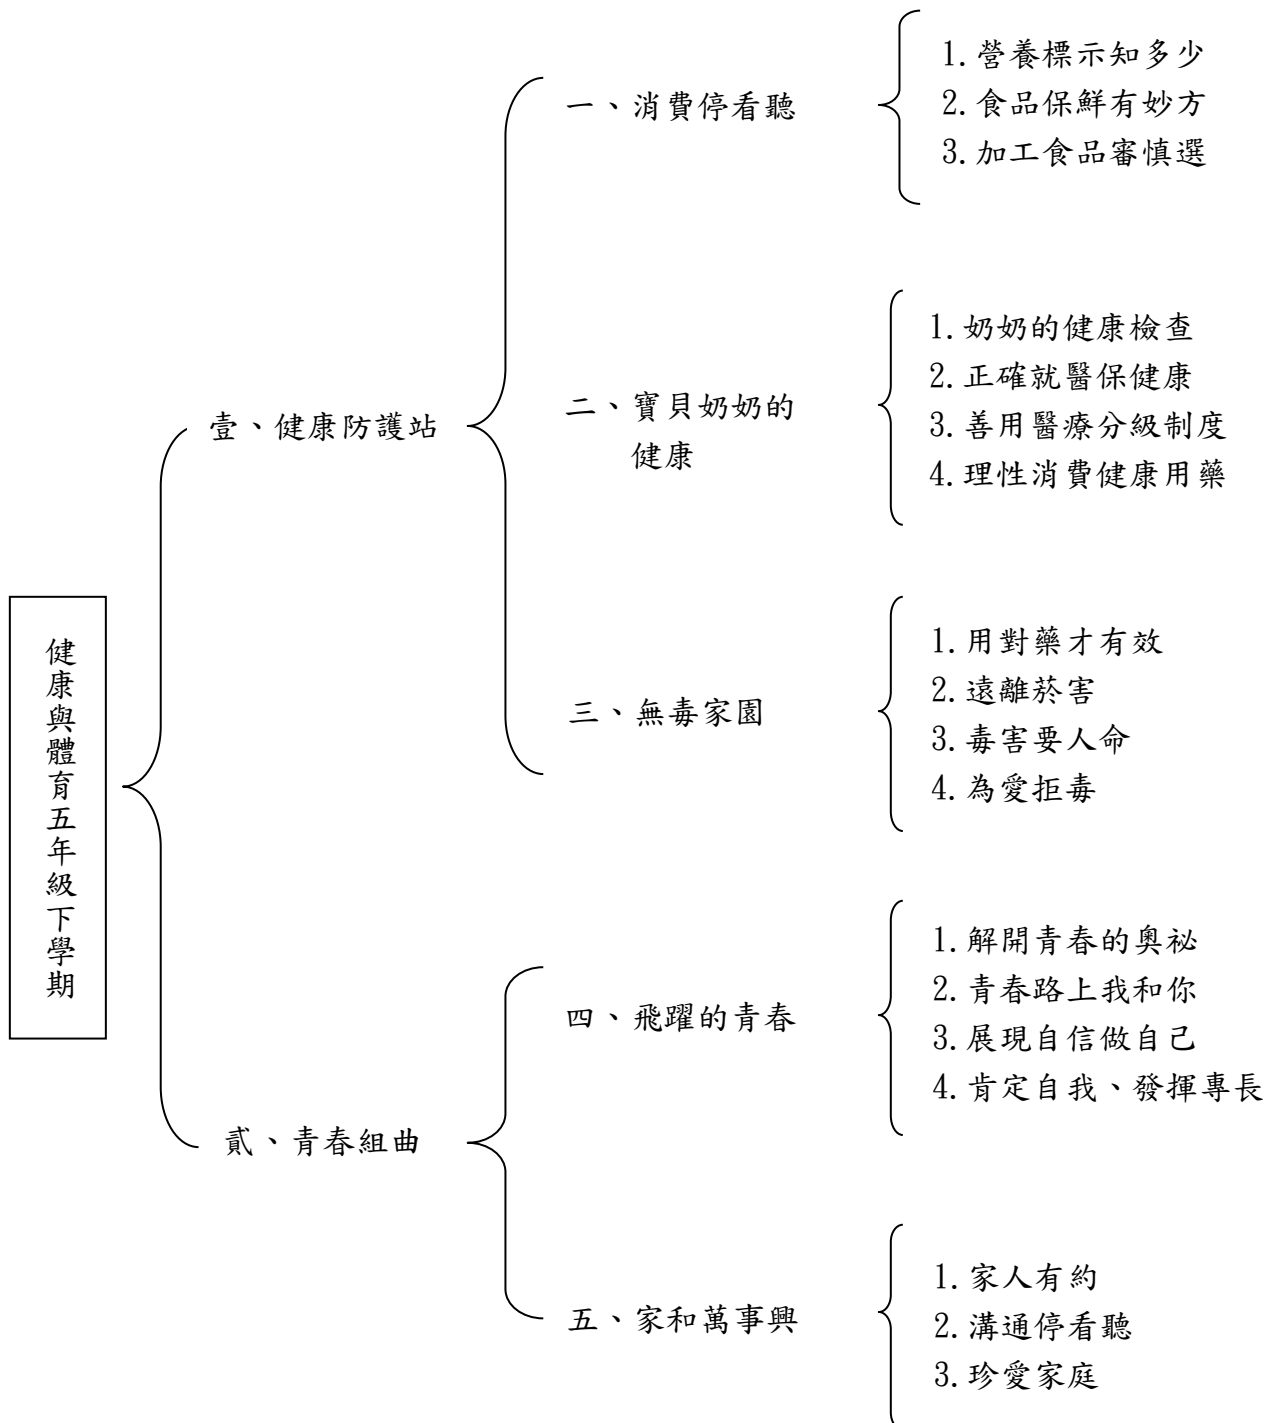 健康與體育五年級下學期
壹、健康防護站
一、消費停看聽
1.營養標示知多少
2.食品保鮮有妙方
3.加工食品審慎選
二、寶貝奶奶的
健康
1.奶奶的健康檢查
2.正確就醫保健康
3.善用醫療分級制度
4.理性消費健康用藥
三、無毒家園
1.用對藥才有效
2.遠離菸害
3.毒害要人命
4.為愛拒毒
貳、青春組曲
四、飛躍的青春
1.解開青春的奧祕
2.青春路上我和你
3.展現自信做自己
4.肯定自我、發揮專長
五、家和萬事興
1.家人有約
2.溝通停看聽
3.珍愛家庭